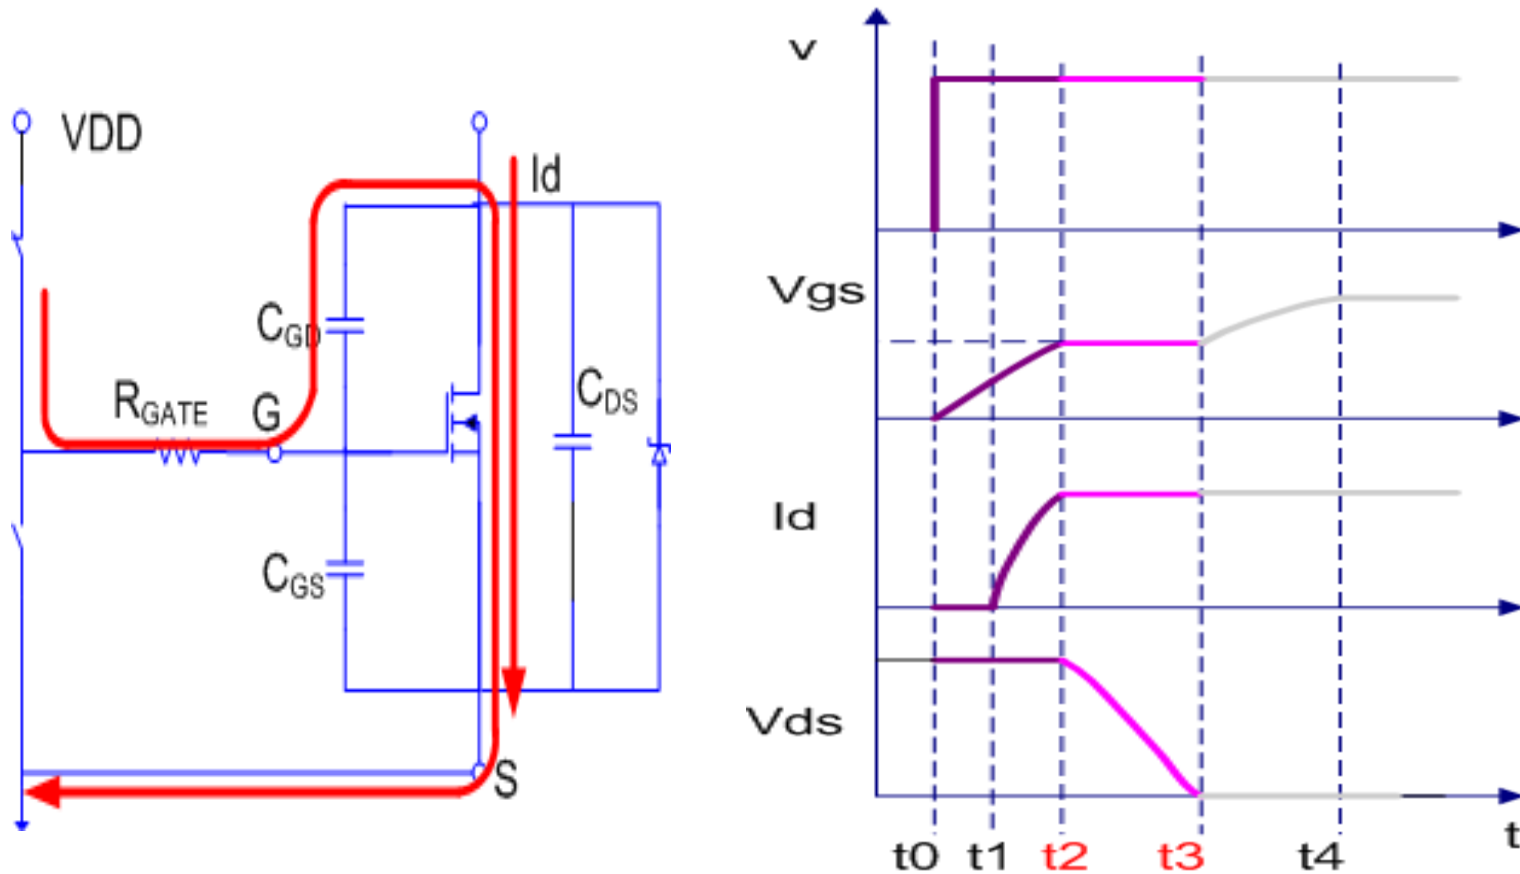 VDD
Id
CGD
RGATE
G
CDS
CGS
S
v
Vgs
Id
Vds
t
t0 t1 t2 t3 t4